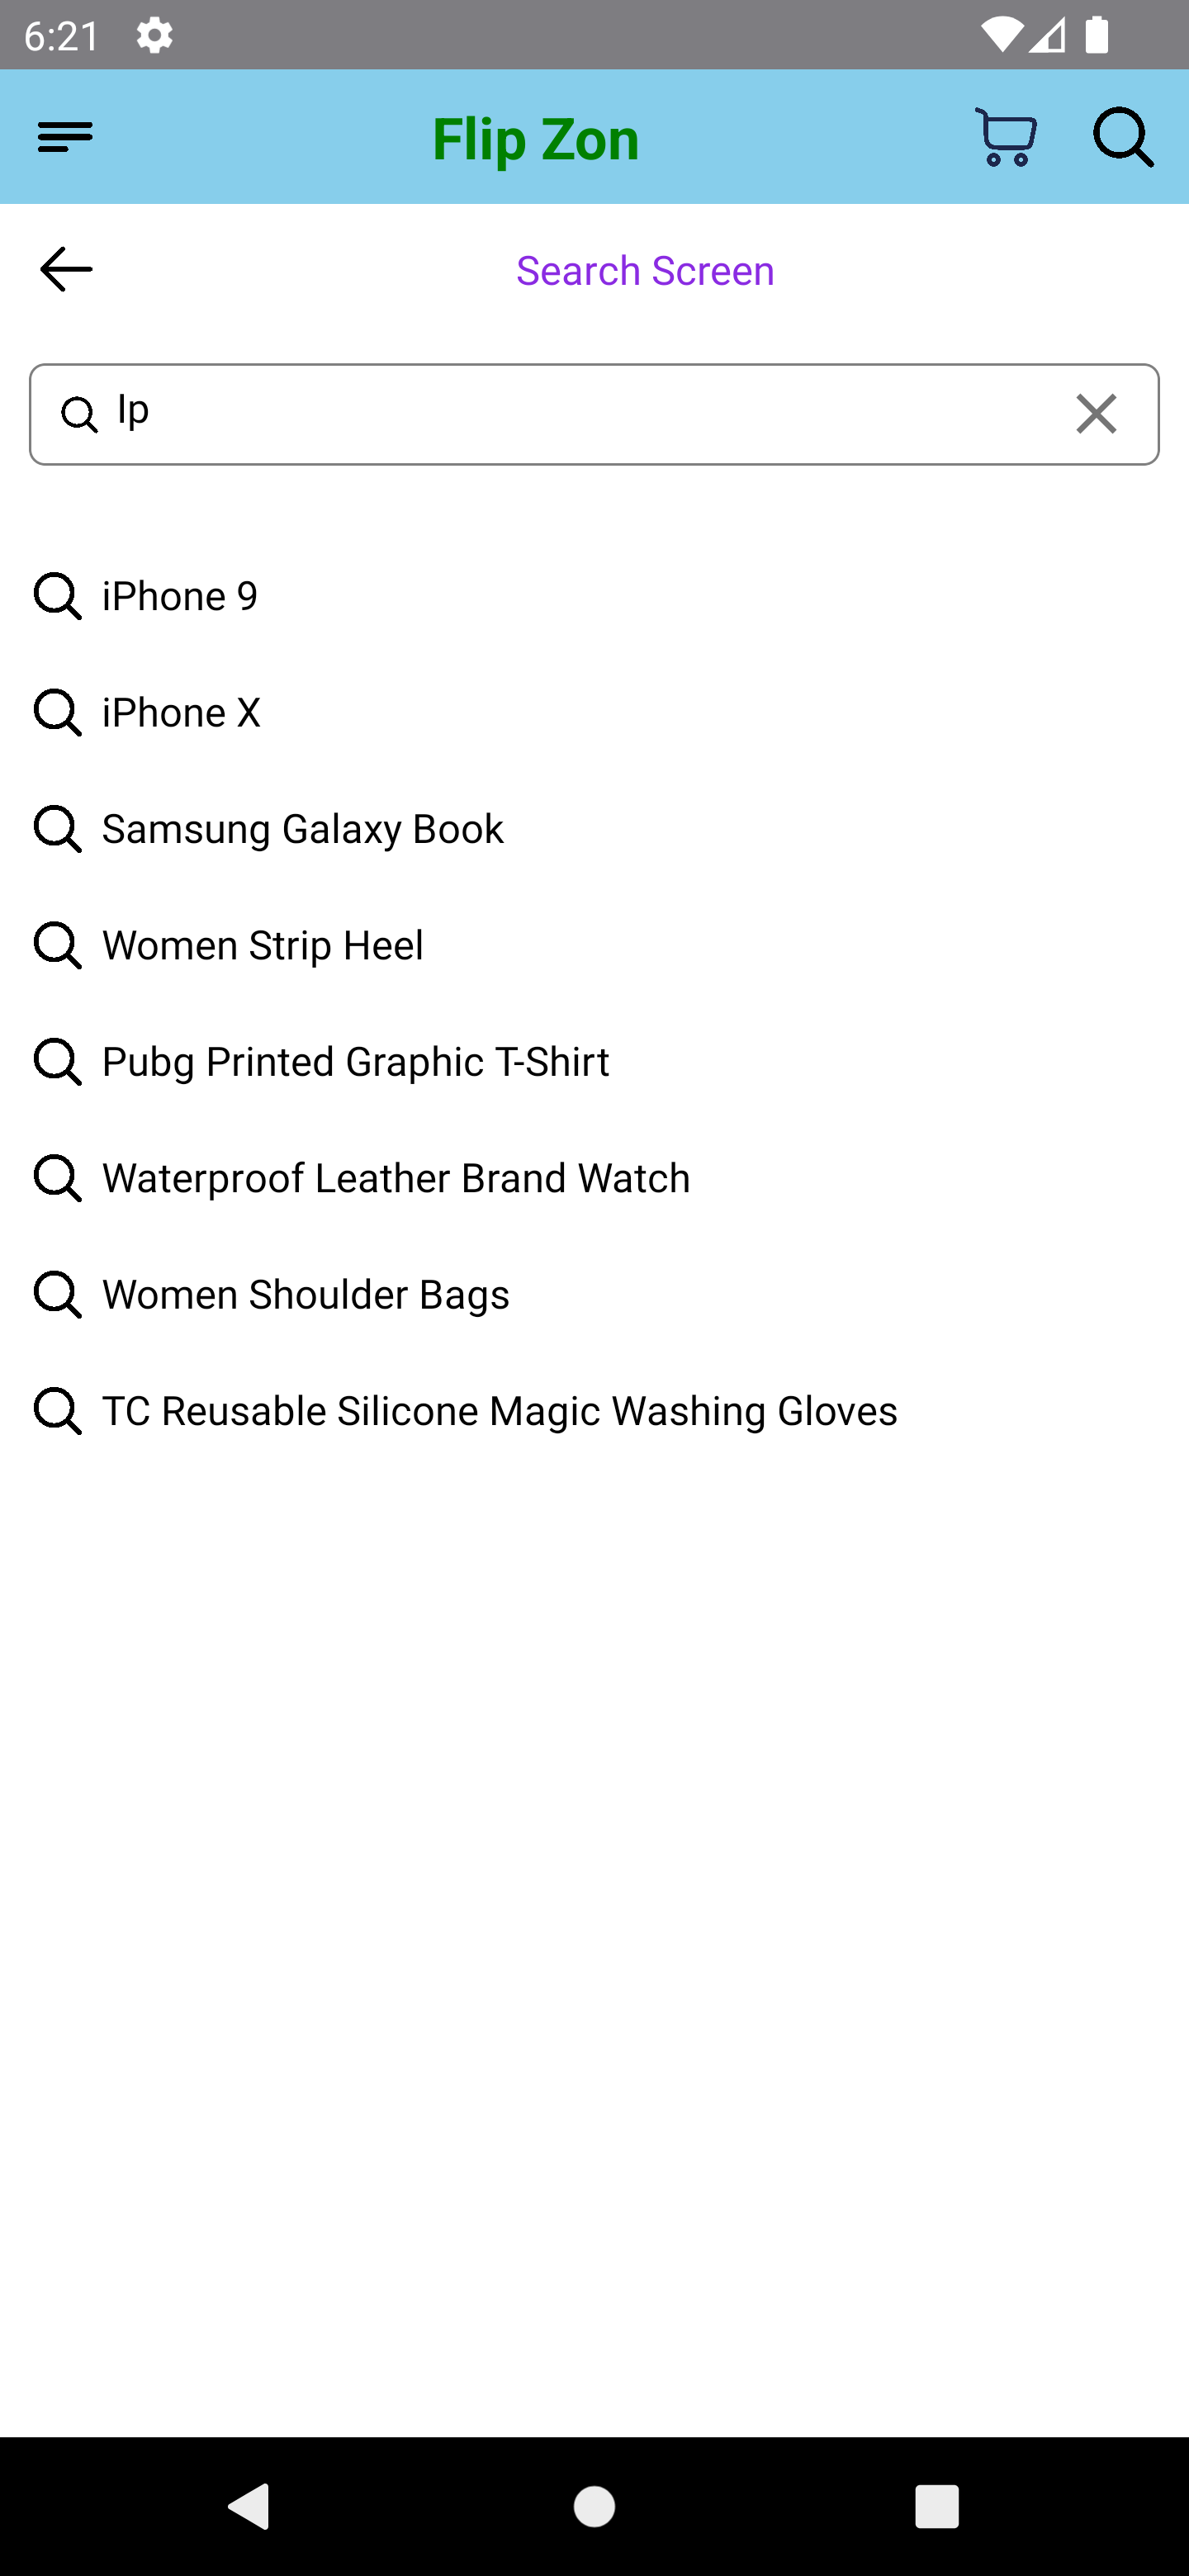 6:21
Flip Zon
Search Screen
Ip
iPhone 9
iPhone X
Samsung Galaxy Book
Women Strip Heel
Pubg Printed Graphic T-Shirt
Waterproof Leather Brand Watch
Women Shoulder Bags
TC Reusable Silicone Magic Washing Gloves